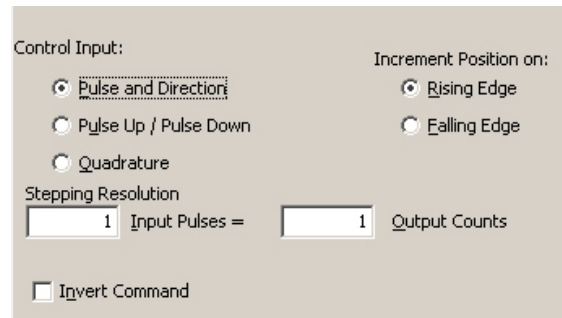 Control Input:
Increment Position on:
Pulse and Direction
Rising Edge
Pulse Up / Pulse Down
Falling Edge
Quadrature
Stepping Resolution
1 Input Pulses = 1 Output Counts
Invert Command